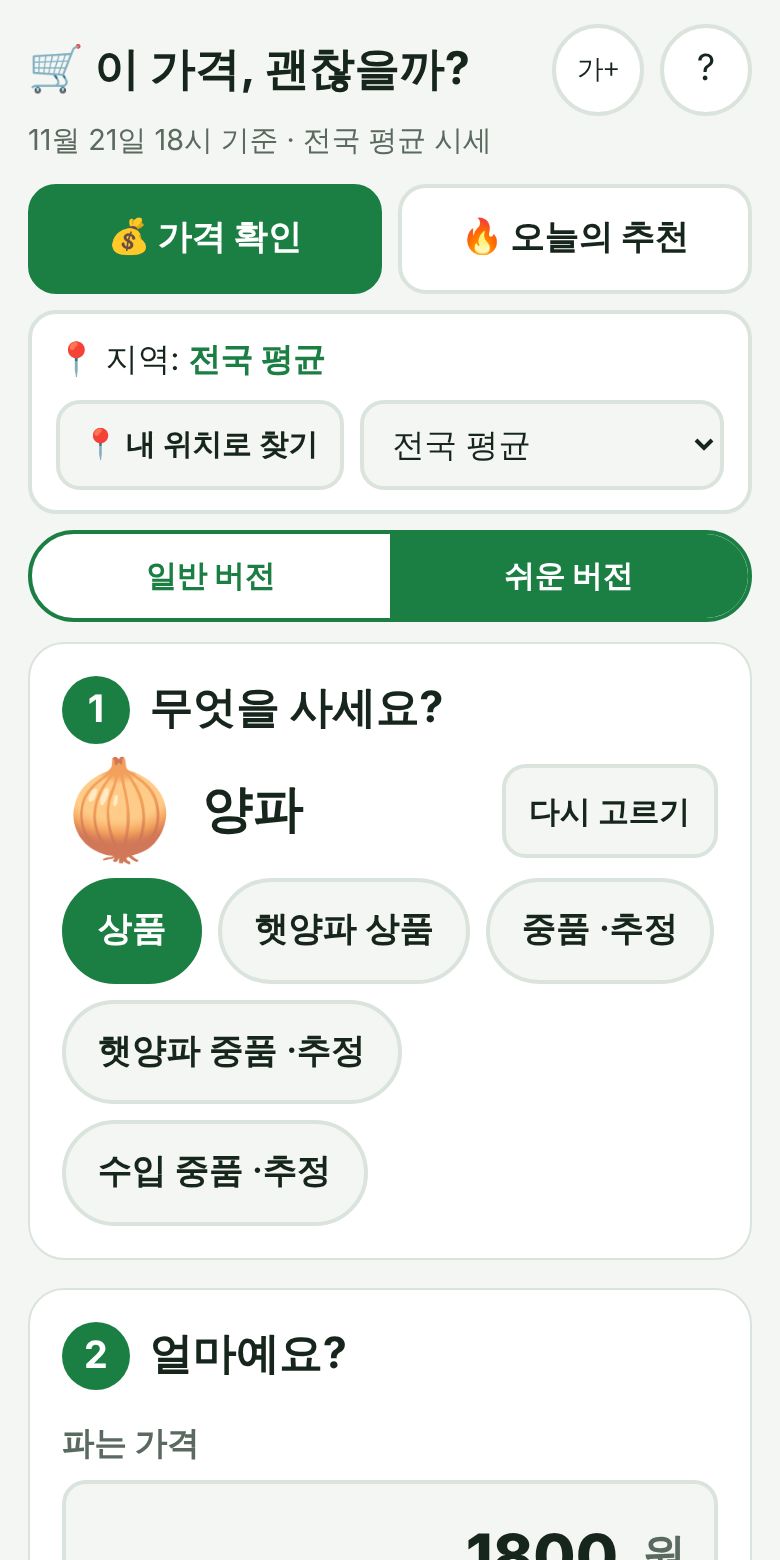 이 가격, 괜찮을까?
가+
?
11월 21일 18시 기준 · 전국 평균 시세
가격 확인
오늘의 추천
지역: 전국 평균
내 위치로 찾기
전국 평균
일반 버전
쉬운 버전
1 무엇을 사세요?
양파
다시 고르기
상품
햇양파 상품
중품 ·추정
햇양파 중품 ·추정
수입 중품 ·추정
2 얼마예요?
파는 가격
1800 원